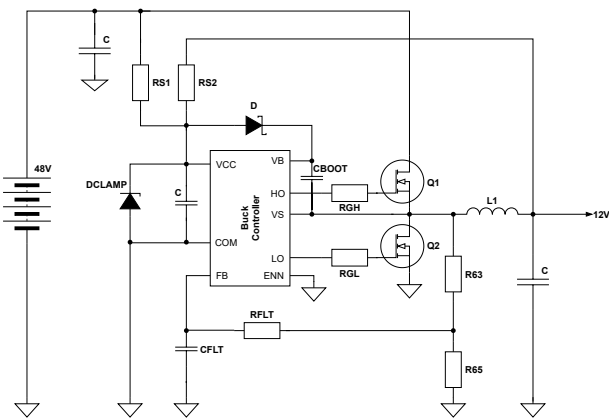 C
RS1
RS2
D
48V
DCLAMP
C
VCC
VB
CBOOT
HO
Q1
RGH
Buck
Controller
VS
L1
12V
COM
LO
Q2
RGL
FB
ENN
R63
C
RFLT
CFLT
R65